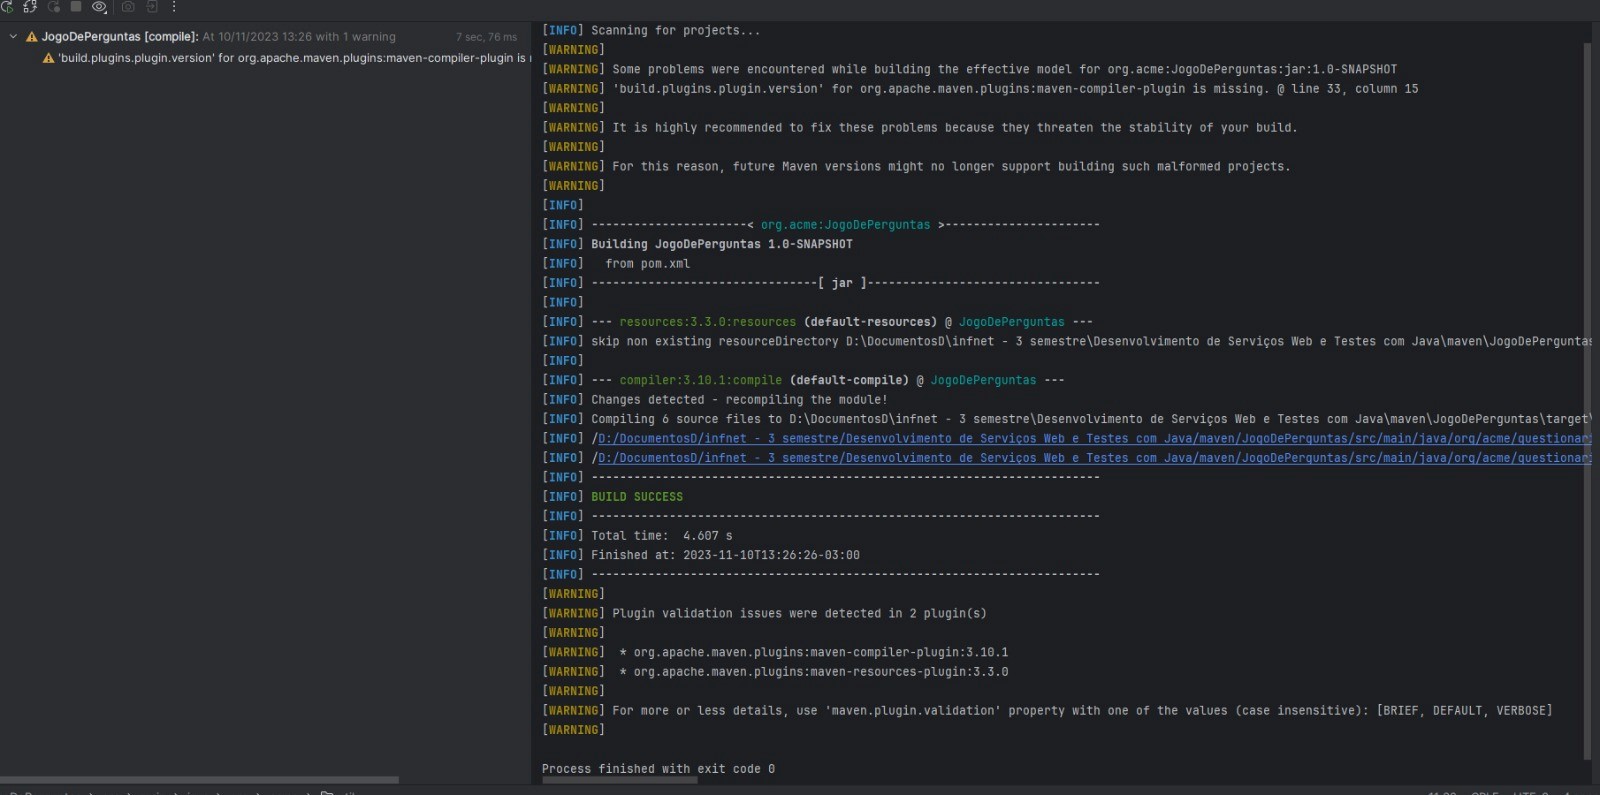 JogoDePerguntas [compile]: At 10/11/2023 13:26 with 1 warning 7 sec, 76 ms
'build.plugins.plugin.version' for org.apache.maven.plugins:maven-compiler-plugin is
[INFO] Scanning for projects...
[WARNING]
[WARNING] Some problems were encountered while building the effective model for org.acme:JogoDePerguntas:jar:1.0-SNAPSHOT
[WARNING] 'build.plugins.plugin.version' for org.apache.maven.plugins:maven-compiler-plugin is missing. @ line 33, column 15
[WARNING]
[WARNING] It is highly recommended to fix these problems because they threaten the stability of your build.
[WARNING]
[WARNING] For this reason, future Maven versions might no longer support building such malformed projects.
[WARNING]
[INFO]
[INFO] ----------------------< org.acme:JogoDePerguntas >----------------------
[INFO] Building JogoDePerguntas 1.0-SNAPSHOT
[INFO]   from pom.xml
[INFO] --------------------------------[ jar ]---------------------------------
[INFO]
[INFO] --- resources:3.3.0:resources (default-resources) @ JogoDePerguntas ---
[INFO] skip non existing resourceDirectory D:\DocumentosD\infnet - 3 semestre\Desenvolvimento de Serviços Web e Testes com Java\maven\JogoDePerguntas
[INFO]
[INFO] --- compiler:3.10.1:compile (default-compile) @ JogoDePerguntas ---
[INFO] Changes detected - recompiling the module!
[INFO] Compiling 6 source files to D:\DocumentosD\infnet - 3 semestre\Desenvolvimento de Serviços Web e Testes com Java\maven\JogoDePerguntas\target\
[INFO] /D:/DocumentosD/infnet - 3 semestre/Desenvolvimento de Serviços Web e Testes com Java/maven/JogoDePerguntas/src/main/java/org/acme/questionari
[INFO] /D:/DocumentosD/infnet - 3 semestre/Desenvolvimento de Serviços Web e Testes com Java/maven/JogoDePerguntas/src/main/java/org/acme/questionari
[INFO] ------------------------------------------------------------------------
[INFO] BUILD SUCCESS
[INFO] ------------------------------------------------------------------------
[INFO] Total time:  4.607 s
[INFO] Finished at: 2023-11-10T13:26:26-03:00
[INFO] ------------------------------------------------------------------------
[WARNING]
[WARNING] Plugin validation issues were detected in 2 plugin(s)
[WARNING]
[WARNING]  * org.apache.maven.plugins:maven-compiler-plugin:3.10.1
[WARNING]  * org.apache.maven.plugins:maven-resources-plugin:3.3.0
[WARNING]
[WARNING] For more or less details, use 'maven.plugin.validation' property with one of the values (case insensitive): [BRIEF, DEFAULT, VERBOSE]
[WARNING]
Process finished with exit code 0